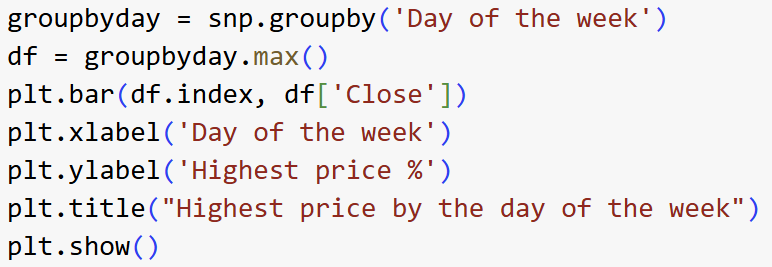 groupbyday = snp.groupby('Day of the week')
df = groupbyday.max()
plt.bar(df.index, df['Close'])
plt.xlabel('Day of the week')
plt.ylabel('Highest price %')
plt.title("Highest price by the day of the week")
plt.show()